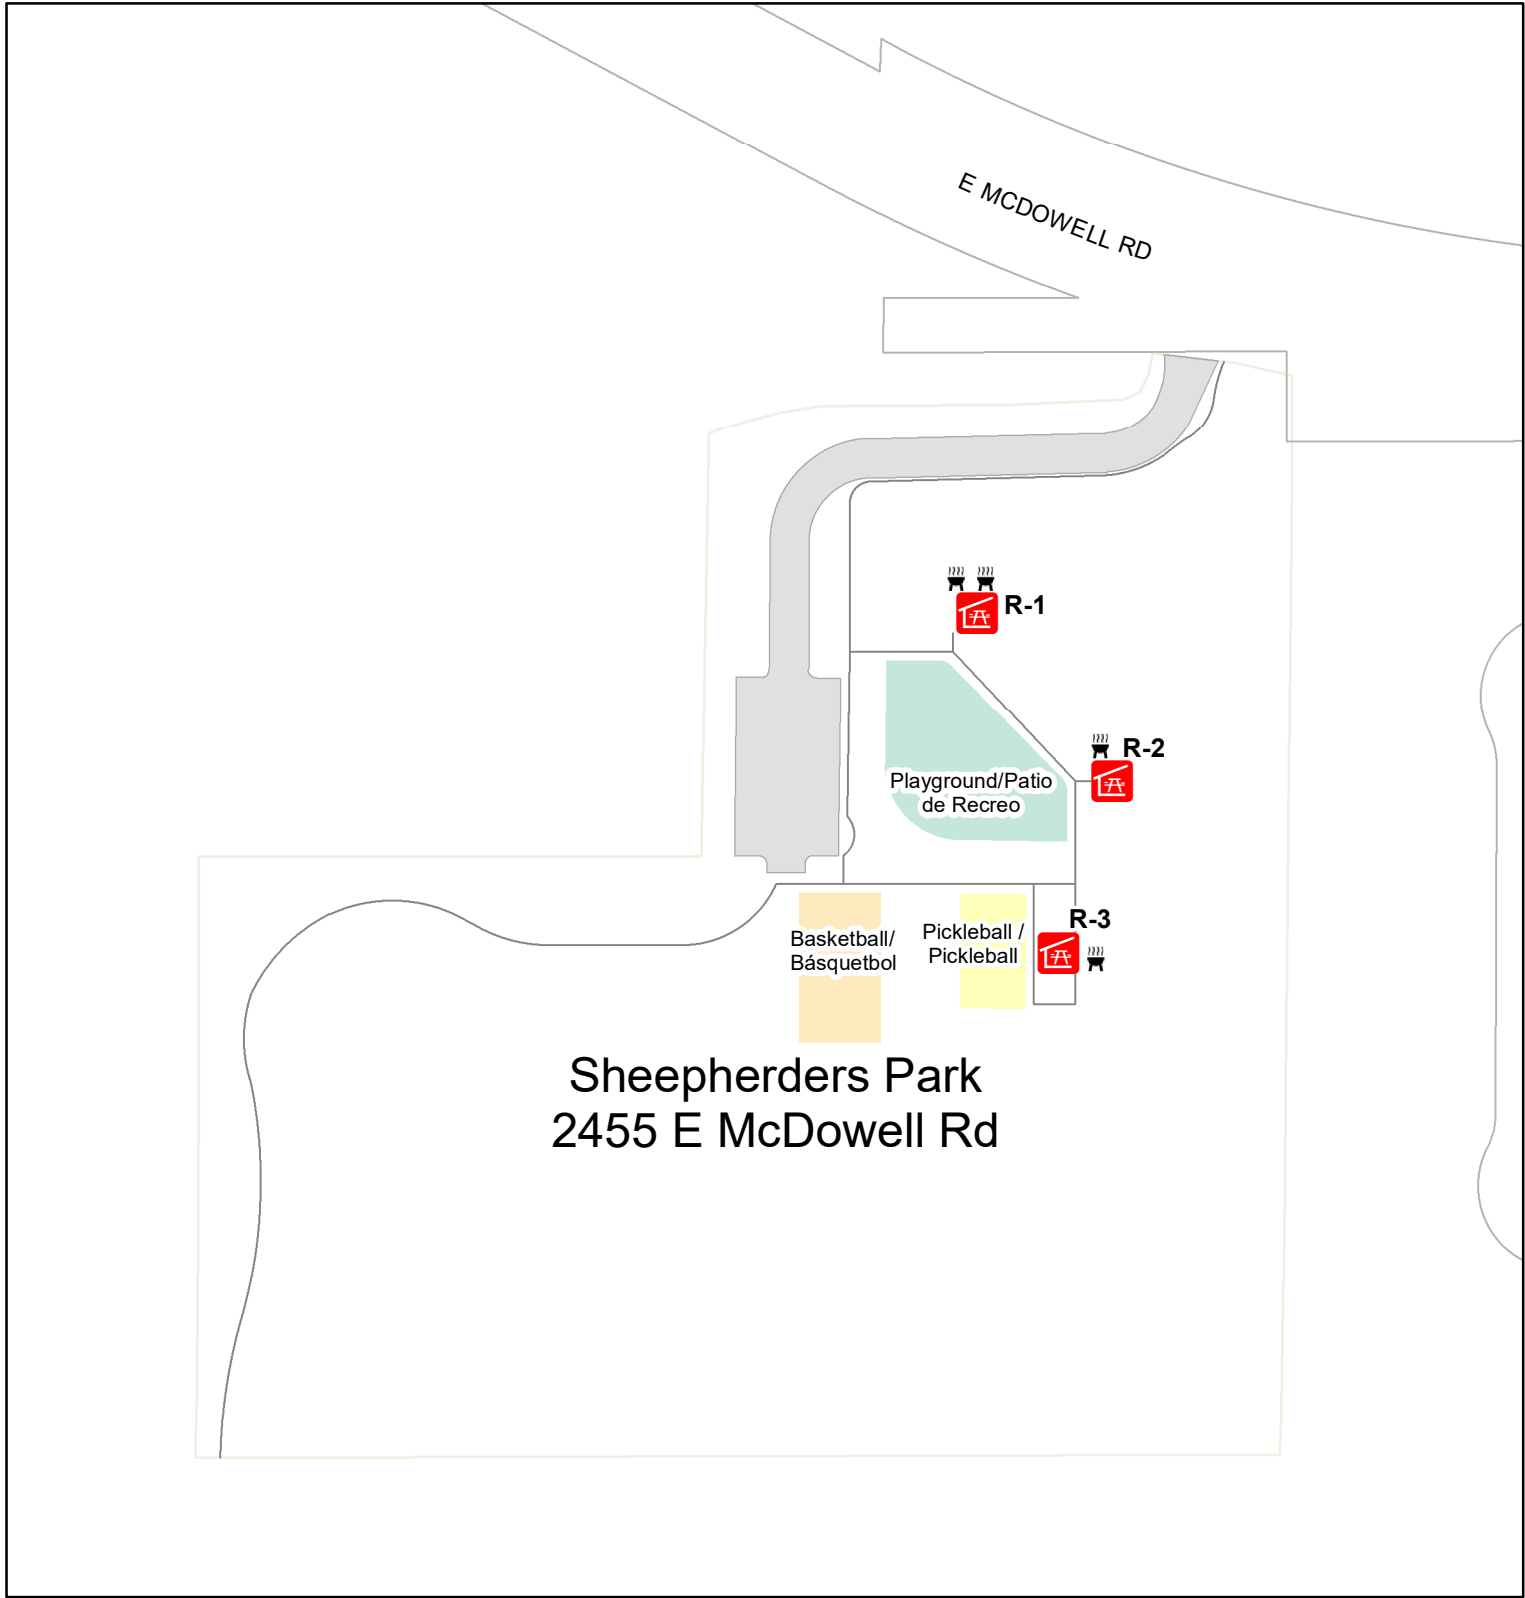 E MCDOWELL RD
R-1
R-2
Playground/Patio
de Recreo
R-3
Basketball/
Básquetbol
Pickleball /
Pickleball
Sheepherders Park
2455 E McDowell Rd